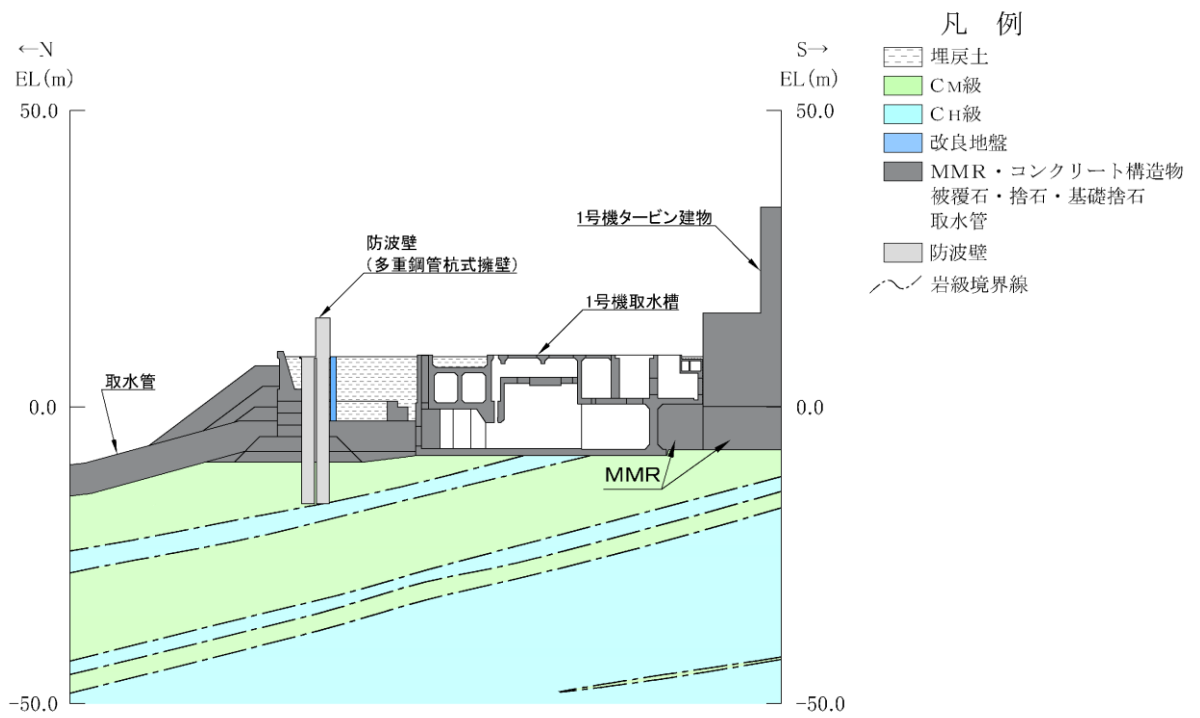 ←N
EL(m)
50.0
0.0
-50.0
S→
EL(m)
50.0
0.0
-50.0
防波壁
(多重鋼管杭式擁壁)
1号機タービン建物
1号機取水槽
取水管
MMR
凡 例
埋戻土
CM級
CH級
改良地盤
MMR・コンクリート構造物
被覆石・捨石・基礎捨石
取水管
防波壁
岩級境界線